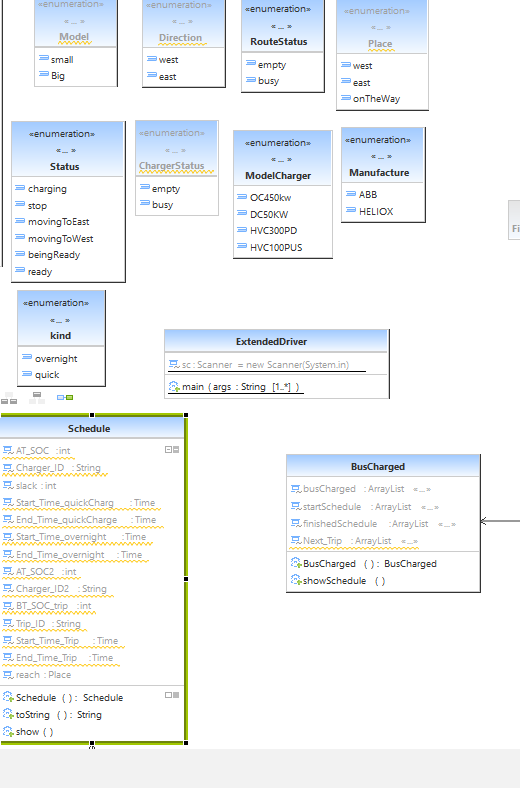 «enumeration»
«...»
Model
small
Big
«enumeration»
«...»
Direction
west
east
«enumeration»
«...»
RouteStatus
empty
busy
«enumeration»
«...»
Place
west
east
onTheWay
«enumeration»
«...»
Status
charging
stop
movingToEast
movingToWest
beingReady
ready
«enumeration»
«...»
ChargerStatus
empty
busy
«enumeration»
«...»
ModelCharger
OC450kw
DC50KW
HVC300PD
HVC100PUS
«enumeration»
«...»
Manufacture
ABB
HELIOX
Fi
«enumeration»
«...»
kind
overnight
quick
ExtendedDriver
sc : Scanner = new Scanner(System.in)
main ( args : String [1..*] )
Schedule
AT_SOC : int
Charger_ID : String
slack : int
Start_Time_quickCharg : Time
End_Time_quickCharge : Time
Start_Time_overnight : Time
End_Time_overnight : Time
AT_SOC2 : int
Charger_ID2 : String
BT_SOC_trip : int
Trip_ID : String
Start_Time_Trip : Time
End_Time_Trip : Time
reach : Place
Schedule ( ) : Schedule
toString ( ) : String
show ( )
BusCharged
busCharged : ArrayList «...»
startSchedule : ArrayList «...»
finishedSchedule : ArrayList «...»
Next_Trip : ArrayList «...»
BusCharged ( ) : BusCharged
showSchedule ( )